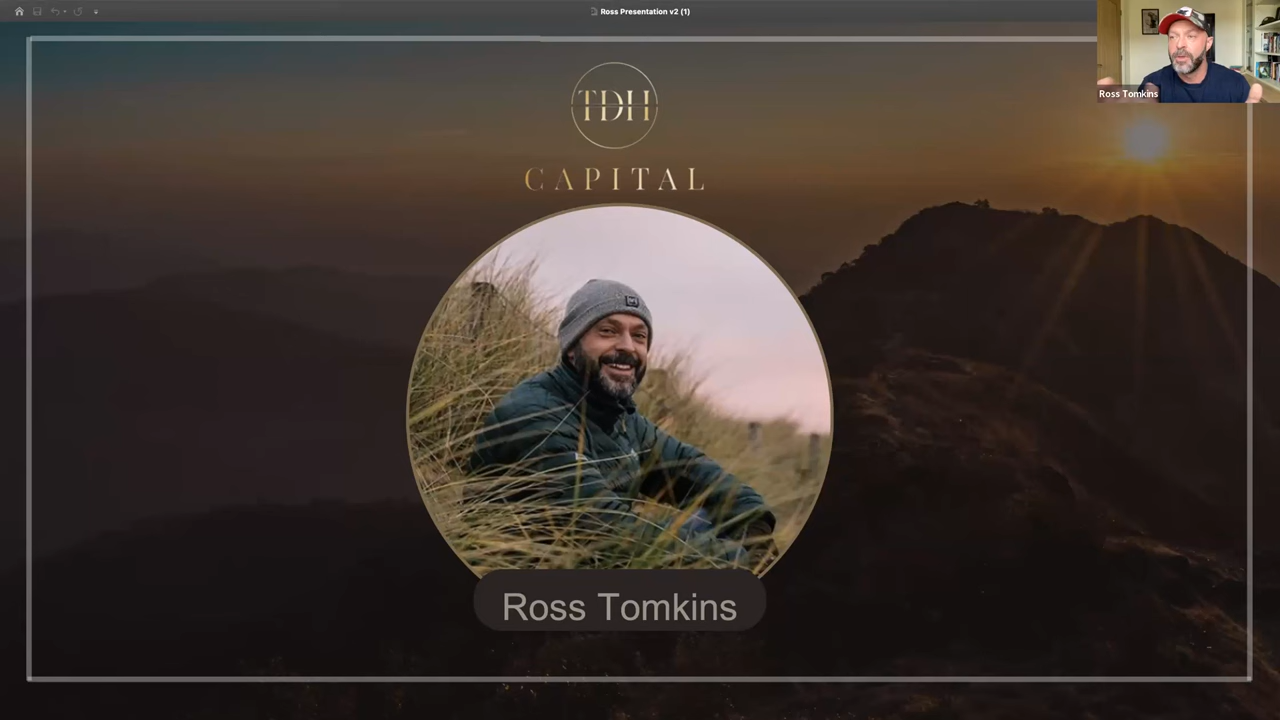 Ross Presentation v2 (1)
Ross Tomkins
TDH
CAPITAL
Ross Tomkins